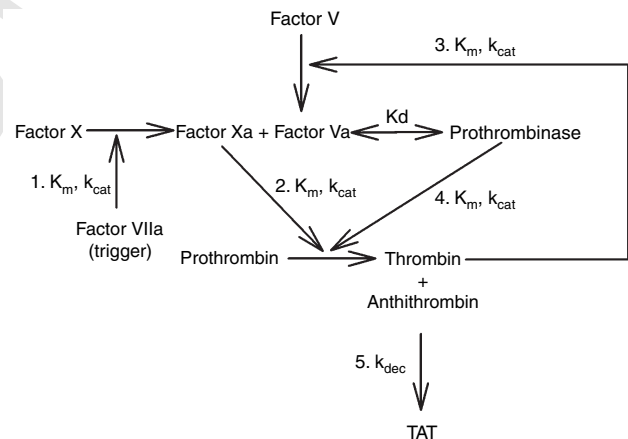 Factor V
3. Km, kcat
Factor X
Factor Xa + Factor Va
Kd
Prothrombinase
1. Km, kcat
2. Km, kcat
4. Km, kcat
Factor VIIa
(trigger)
Prothrombin
Thrombin
+
Anthithrombin
5. kdec
TAT